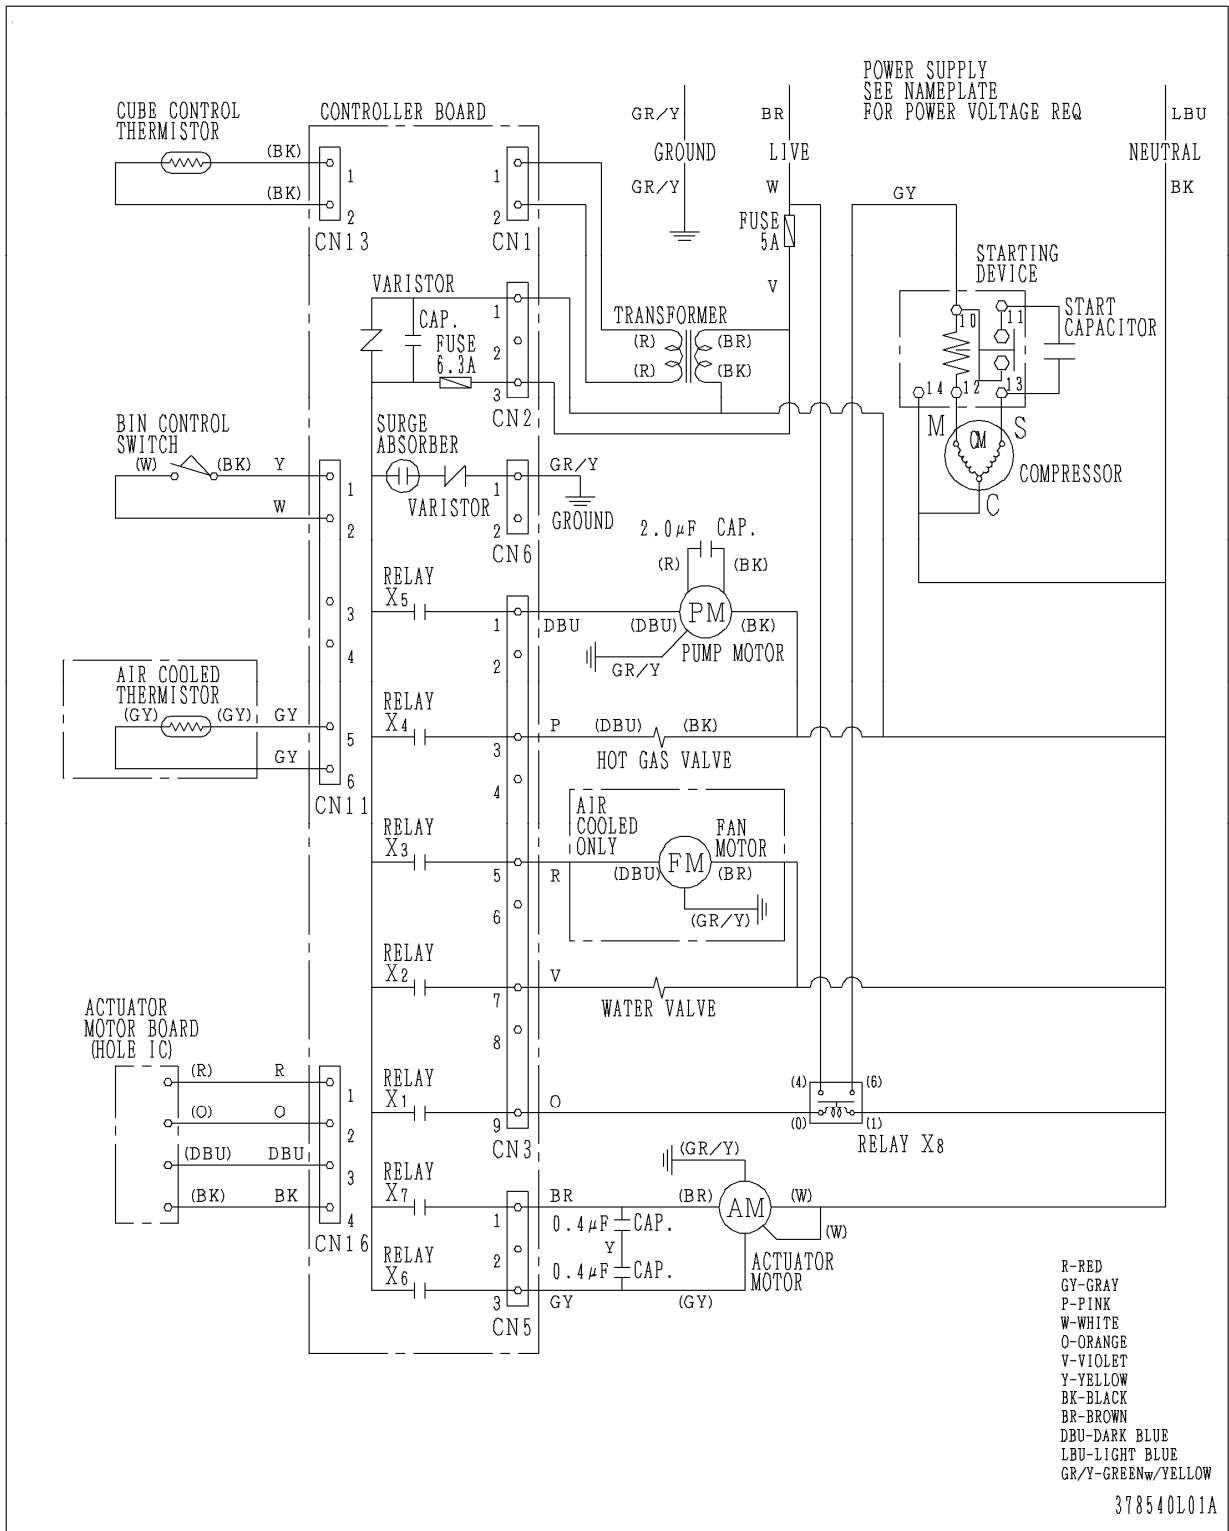 POWER SUPPLY
SEE NAMEPLATE
FOR POWER VOLTAGE REQ
CUBE CONTROL
THERMISTOR
CONTROLLER BOARD
GR/Y
BR
LBU
GROUND
LIVE
NEUTRAL
GR/Y
W
BK
(BK)
(BK)
1
2
CN13
1
2
CN1
FUSE
5A
V
GY
STARTING
DEVICE
START
CAPACITOR
10
11
14
12
13
M
CM
S
COMPRESSOR
C
VARISTOR
CAP.
FUSE
6.3A
1
2
3
CN2
TRANSFORMER
(R)
(BR)
(R)
(BK)
BIN CONTROL
SWITCH
(W)
(BK)
Y
W
1
2
3
4
5
6
CN11
SURGE
ABSORBER
VARISTOR
1
2
CN6
GR/Y
GROUND
2.0μF CAP.
(R)
(BK)
RELAY
X5
1
DBU
(DBU)
PM
(BK)
PUMP MOTOR
GR/Y
2
AIR COOLED
THERMISTOR
(GY)
(GY)
GY
GY
RELAY
X4
3
P
(DBU)
(BK)
HOT GAS VALVE
4
AIR
COOLED
ONLY
FAN
MOTOR
RELAY
X3
5
R
(DBU)
FM
(BR)
(GR/Y)
6
RELAY
X2
7
V
WATER VALVE
8
ACTUATOR
MOTOR BOARD
(HOLE IC)
(R)
R
1
(O)
O
2
(DBU)
DBU
3
(BK)
BK
4
CN16
RELAY
X1
9
CN3
O
(4)
(6)
(0)
(1)
RELAY X8
(GR/Y)
RELAY
X7
1
BR
(BR)
AM
(W)
(W)
0.4μF CAP.
Y
2
0.4μF CAP.
ACTUATOR
MOTOR
RELAY
X6
3
GY
(GY)
CN5
R-RED
GY-GRAY
P-PINK
W-WHITE
O-ORANGE
V-VIOLET
Y-YELLOW
BK-BLACK
BR-BROWN
DBU-DARK BLUE
LBU-LIGHT BLUE
GR/Y-GREENw/YELLOW
378540L01A